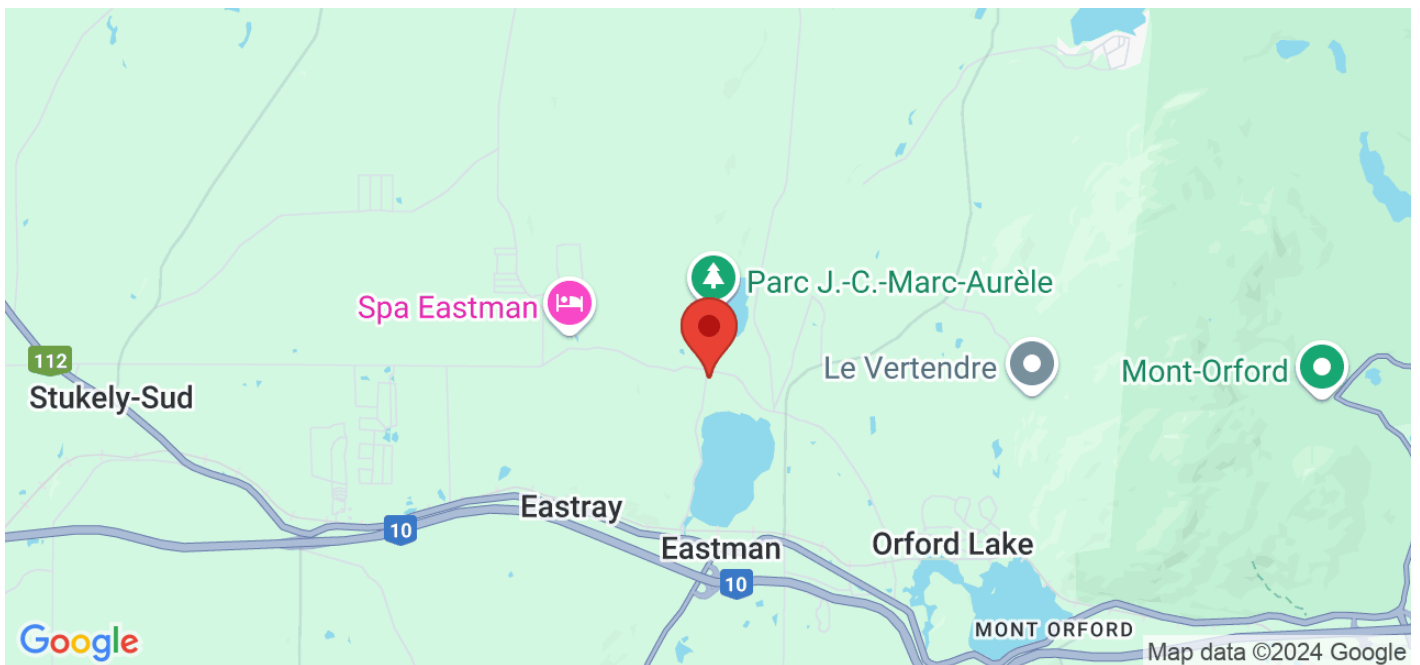 Parc J.-C.-Marc-Aurèle
Spa Eastman
112
Le Vertendre
Mont-Orford
Stukely-Sud
Eastray
10
Eastman
Orford Lake
10
MONT ORFORD
Google
Map data ©2024 Google